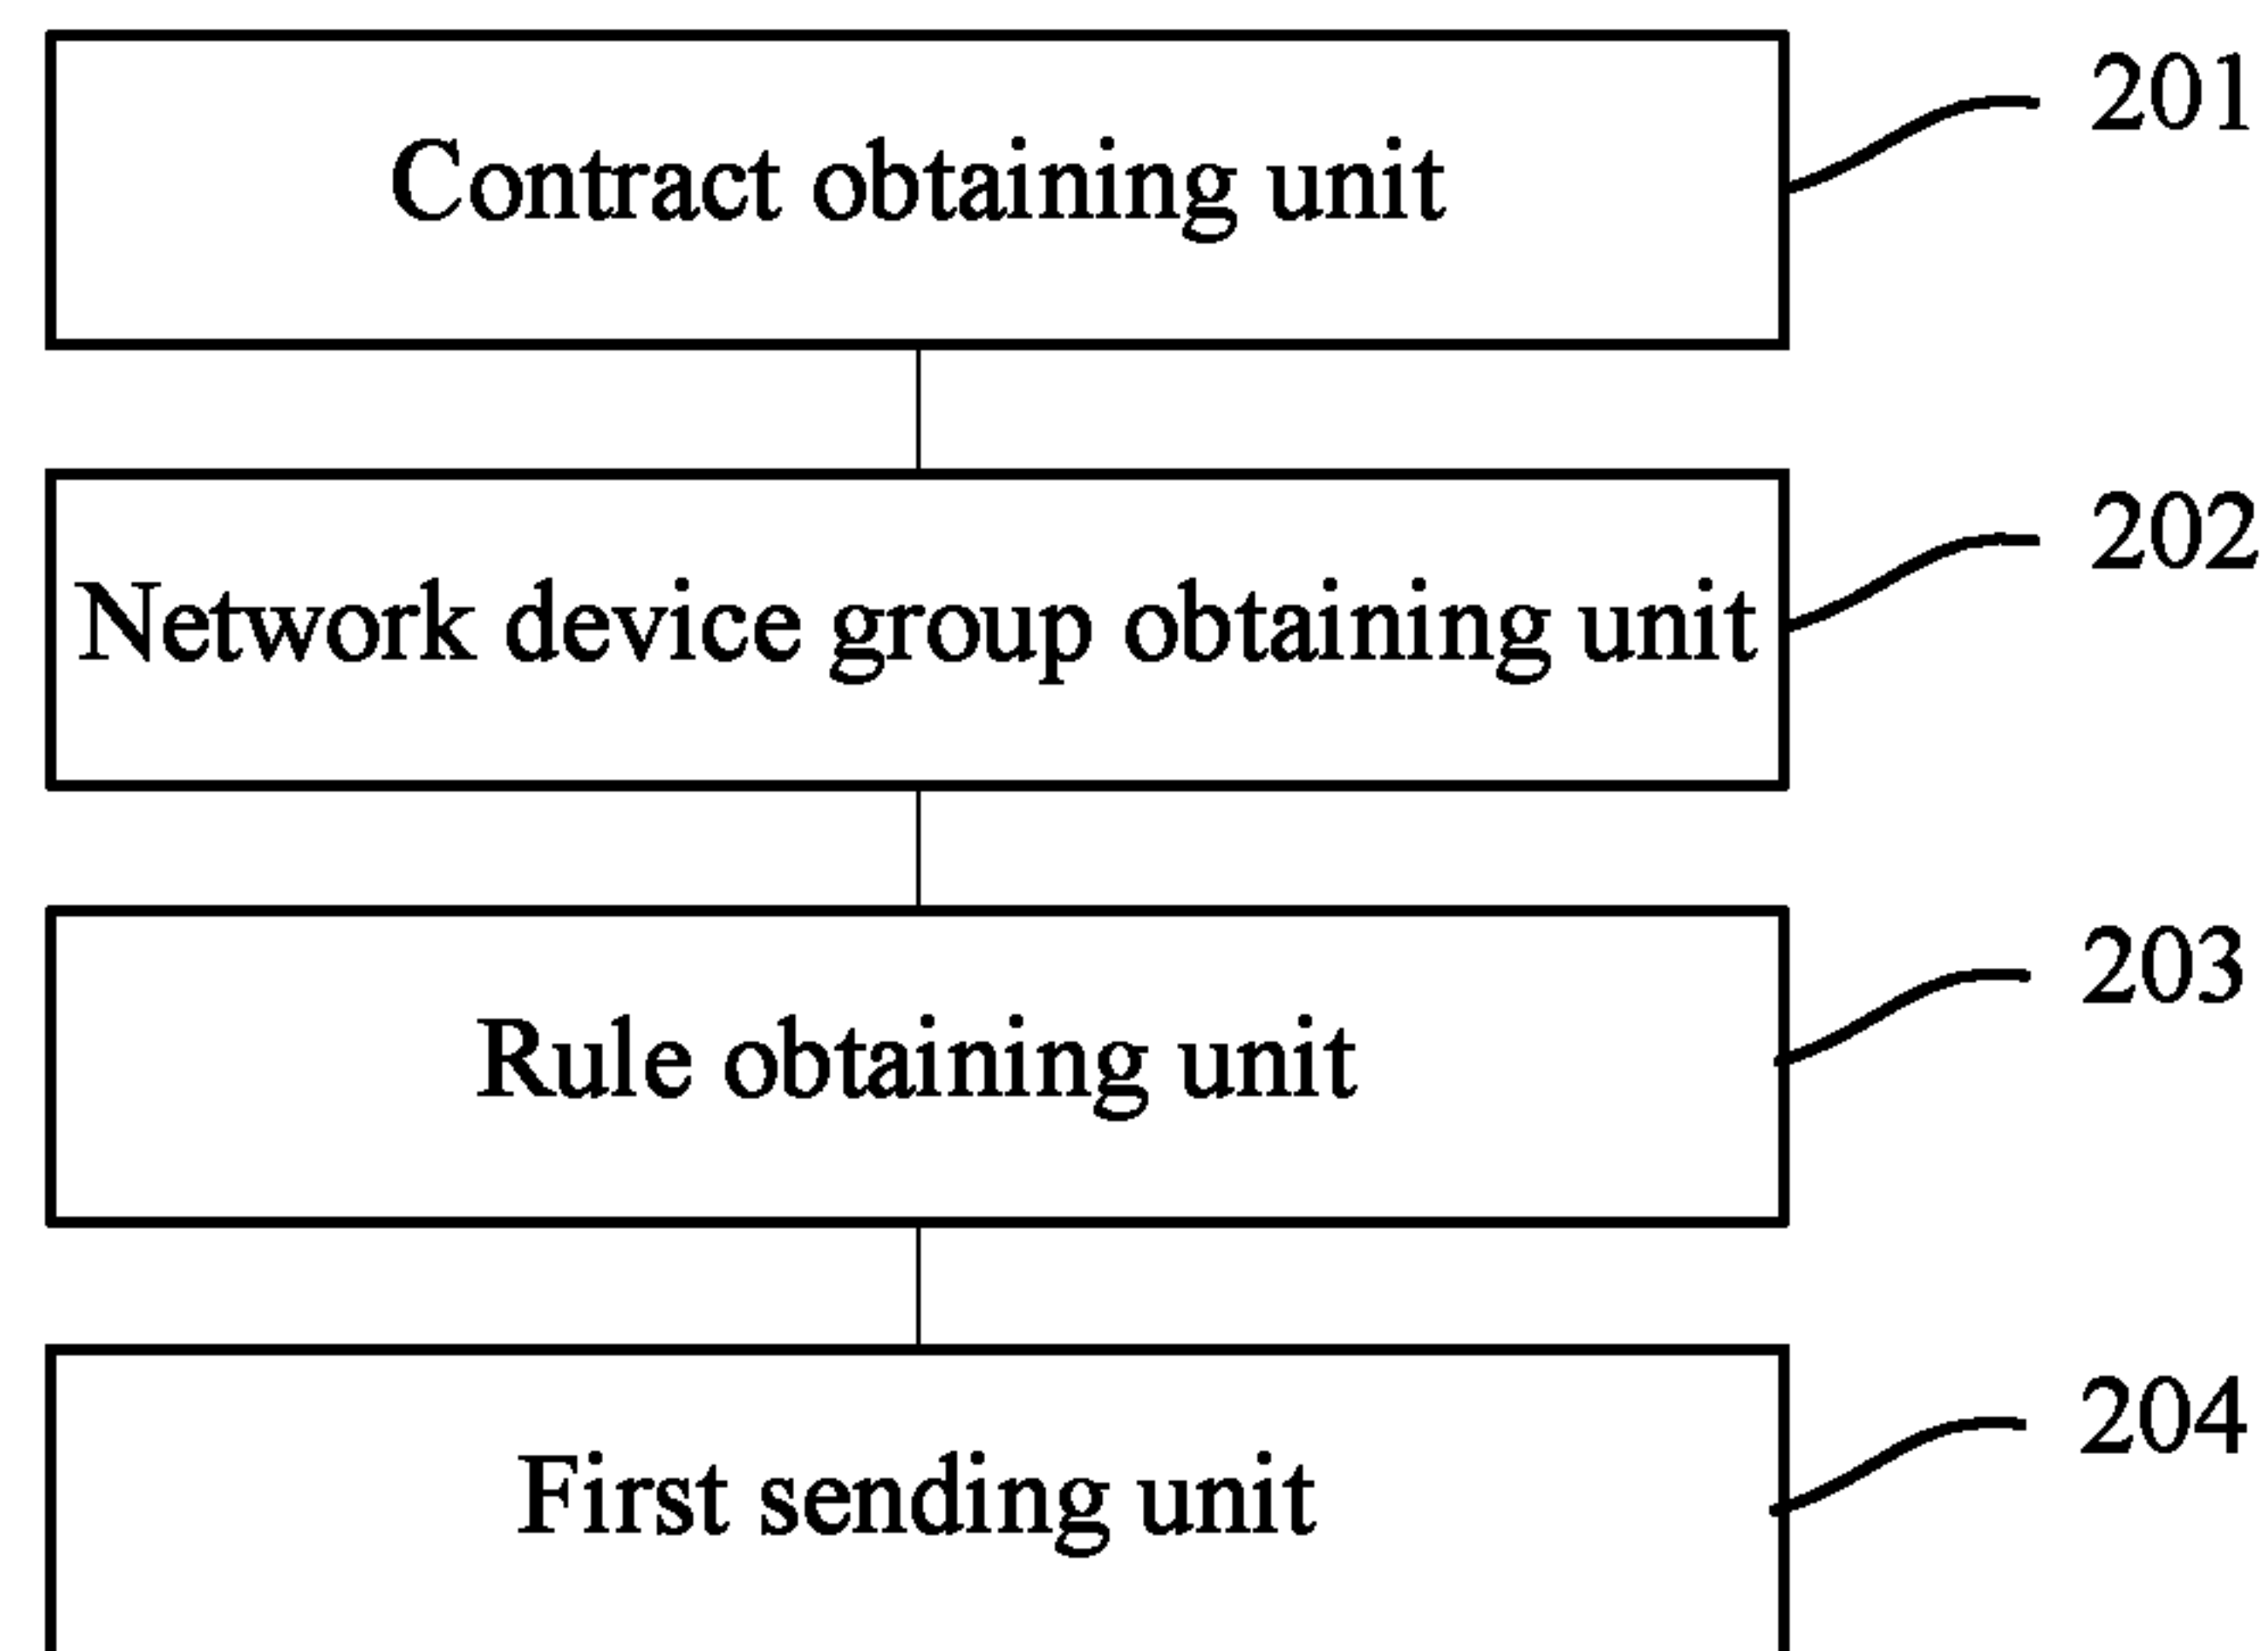 Contract obtaining unit
201
Network device group obtaining unit
202
Rule obtaining unit
203
First sending unit
204